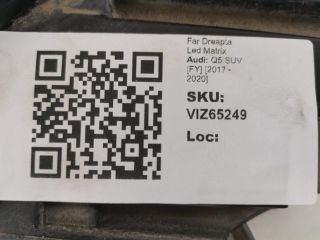 Far Dreapta
Led Matrix
Audi: Q5 SUV
[FY] [2017 -
2020]
SKU:
VIZ65249
Loc: